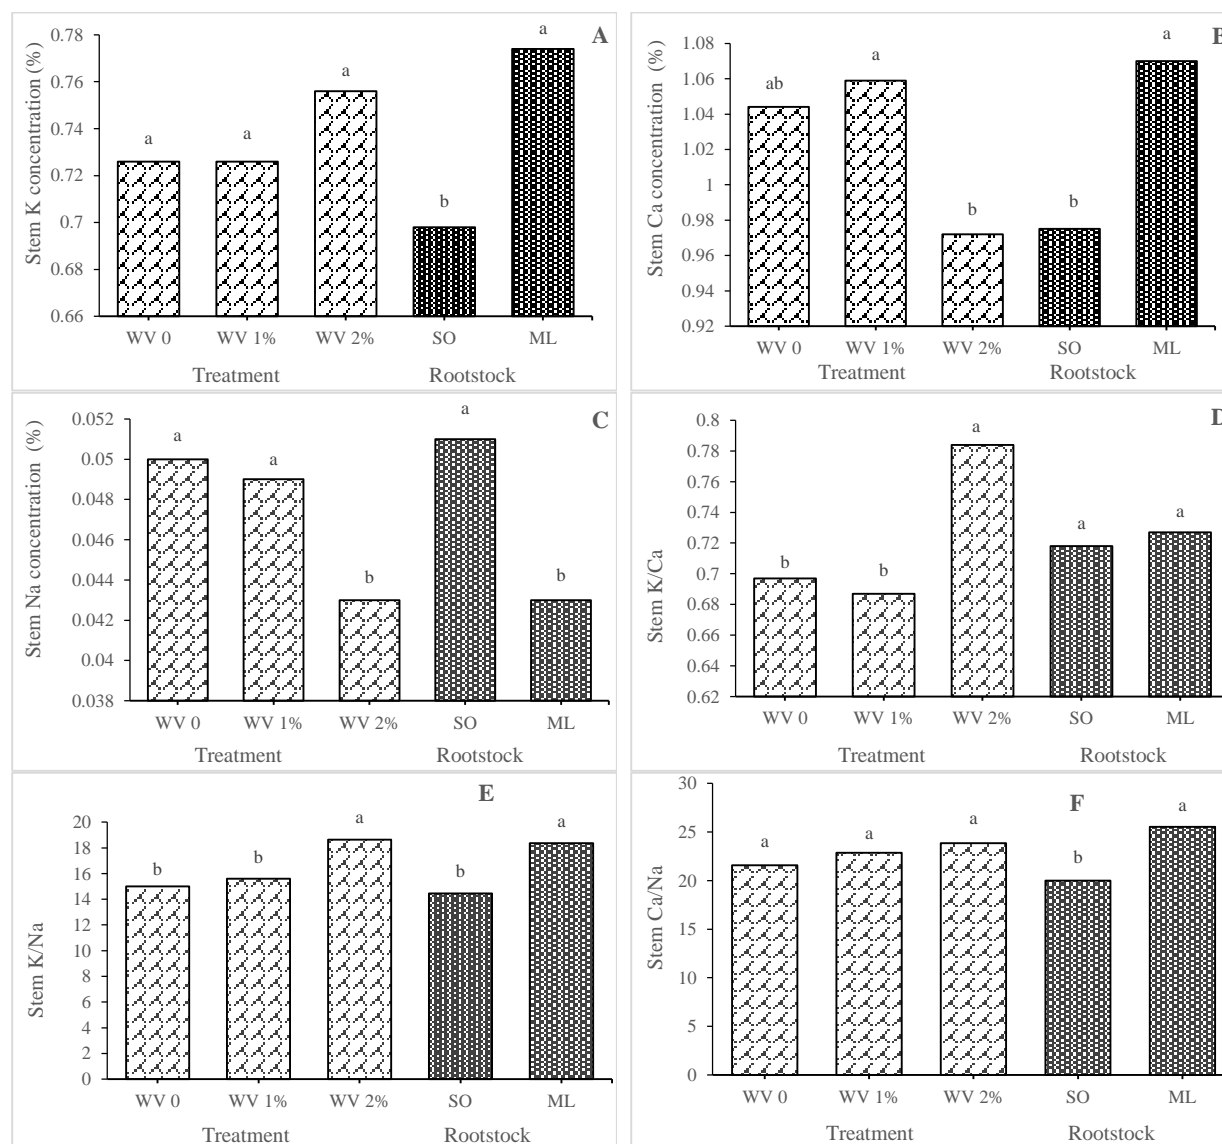 A
Stem K concentration (%)
0.78
0.76
0.74
0.72
0.7
0.68
0.66
a
a
a
b
a
WV 0
WV 1%
WV 2%
SO
ML
Treatment
Rootstock
B
Stem Ca concentration (%)
1.08
1.06
1.04
1.02
1
0.98
0.96
0.94
0.92
ab
a
b
b
a
WV 0
WV 1%
WV 2%
SO
ML
Treatment
Rootstock
C
Stem Na concentration (%)
0.052
0.05
0.048
0.046
0.044
0.042
0.04
0.038
a
a
b
a
b
WV 0
WV 1%
WV 2%
SO
ML
Treatment
Rootstock
D
Stem K/Ca
0.8
0.78
0.76
0.74
0.72
0.7
0.68
0.66
0.64
0.62
b
b
a
a
a
WV 0
WV 1%
WV 2%
SO
ML
Treatment
Rootstock
E
Stem K/Na
20
18
16
14
12
10
8
6
4
2
0
b
b
a
b
a
WV 0
WV 1%
WV 2%
SO
ML
Treatment
Rootstock
F
Stem Ca/Na
30
25
20
15
10
5
0
a
a
a
b
a
WV 0
WV 1%
WV 2%
SO
ML
Treatment
Rootstock